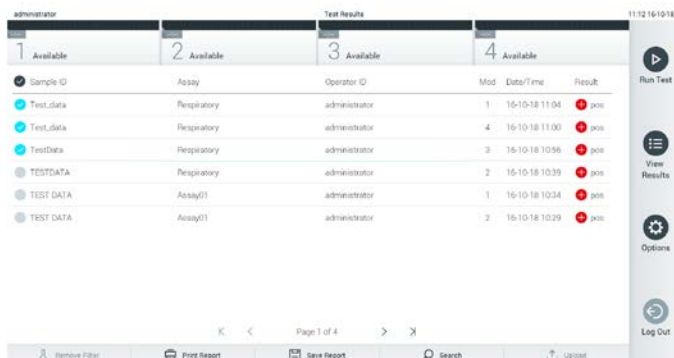 administrator Test Results 11:12 16-10-18
1 Available 2 Available 3 Available 4 Available
Sample ID Assay Operator ID Mod Date/Time Result
Test_data Respiratory administrator 1 16-10-18 11:04 pos
Test_data Respiratory administrator 4 16-10-18 11:00 pos
TestData Respiratory administrator 3 16-10-18 10:56 pos
TESTDATA Respiratory administrator 2 16-10-18 10:39 pos
TEST DATA Assay01 administrator 1 16-10-18 10:34 pos
TEST DATA Assay01 administrator 2 16-10-18 10:29 pos
Page 1 of 4
Remove Filter Print Report Save Report Search Upload
Run Test
View
Results
Options
Log Out